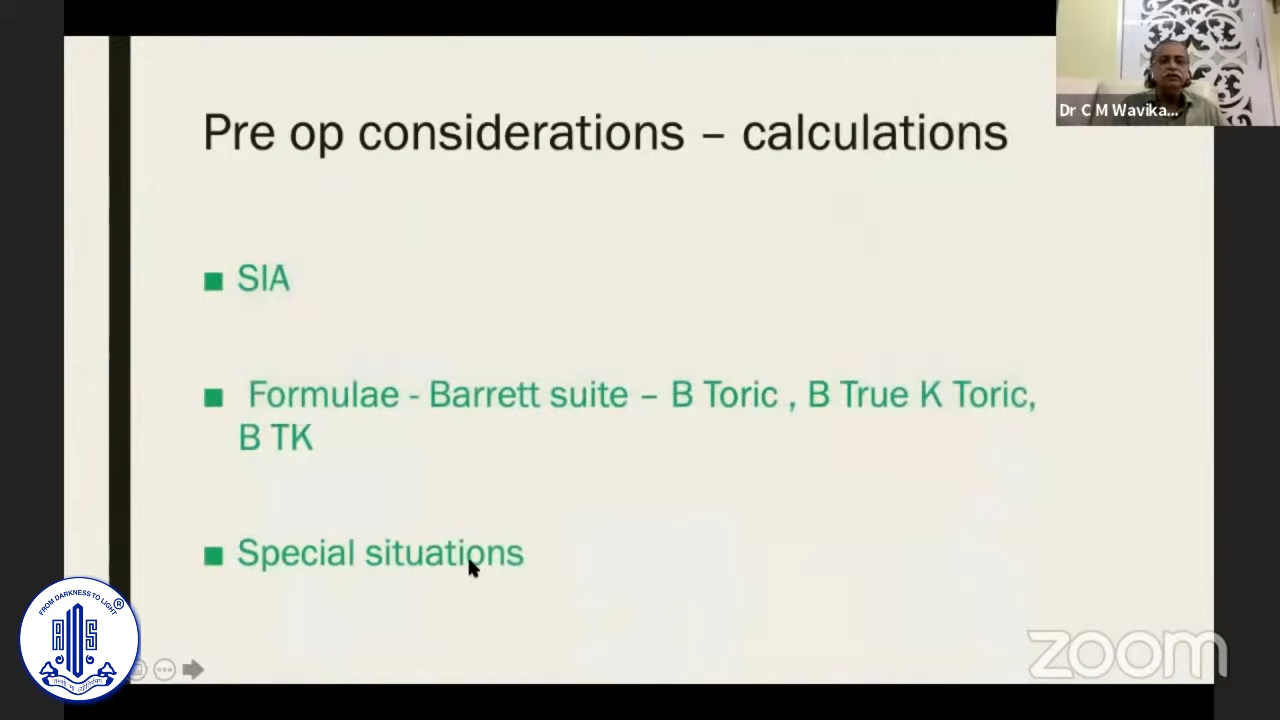 Pre op considerations – calculations
Dr C M Wavika...
SIA
Formulae - Barrett suite – B Toric , B True K Toric,
B TK
Special situations
FROM DARKNESS TO LIGHT
AIOS
®
zoom